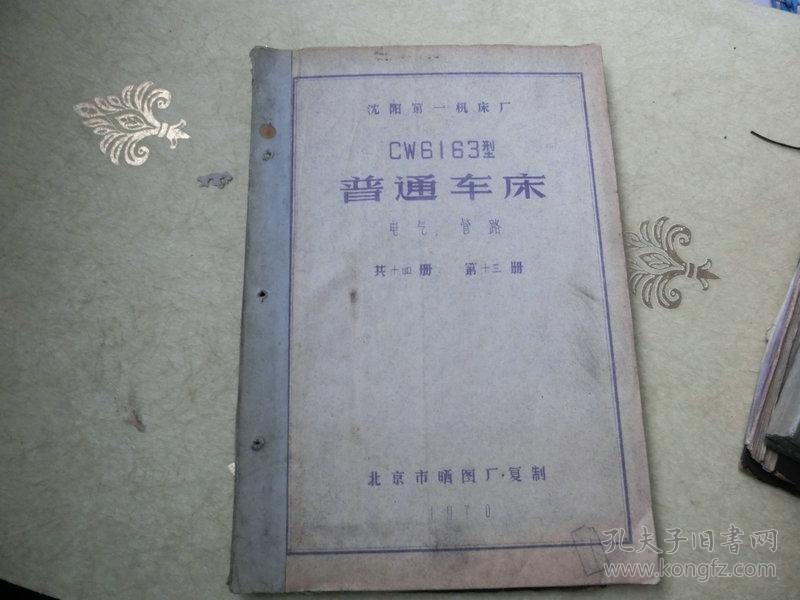 沈阳第一机床厂
CW6163型
普通车床
电气、管路
共十四册 第十三册
北京市晒图厂·复制
1970
孔夫子旧书网
www.kongfz.com